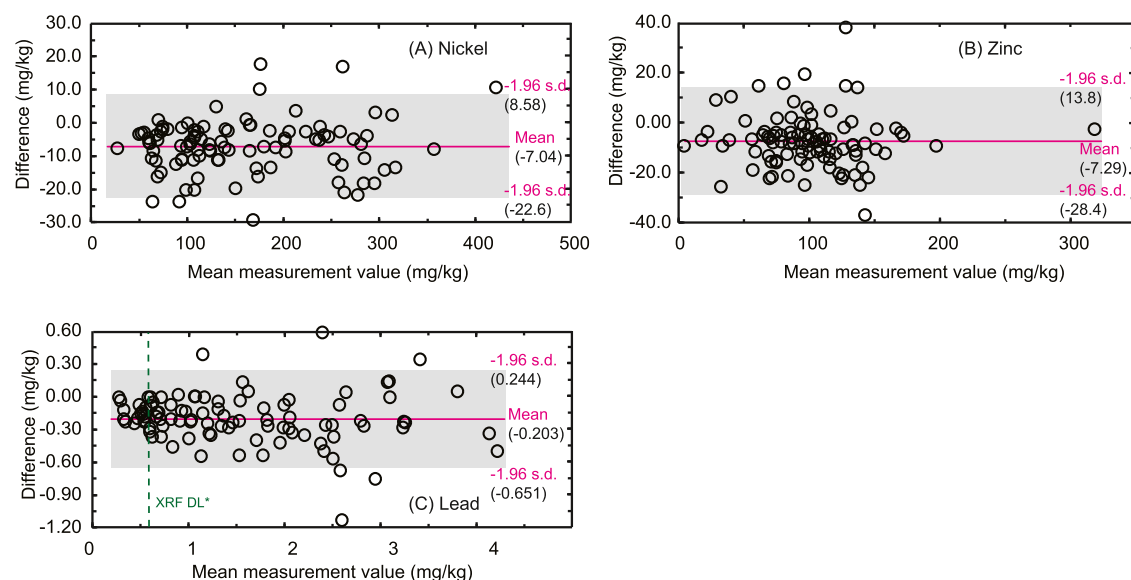 30.0
20.0
10.0
0.00
-10.0
-20.0
-30.0
Difference (mg/kg)
(A) Nickel
-1.96 s.d.
(8.58)
Mean
(-7.04)
-1.96 s.d.
(-22.6)
0 100 200 300 400 500
Mean measurement value (mg/kg)
40.0
20.0
0.00
-20.0
-40.0
Difference (mg/kg)
(B) Zinc
-1.96 s.d.
(13.8)
Mean
(-7.29)
-1.96 s.d.
(-28.4)
0 100 200 300
Mean measurement value (mg/kg)
0.60
0.30
0.00
-0.30
-0.60
-0.90
-1.20
Difference (mg/kg)
-1.96 s.d.
(0.244)
Mean
(-0.203)
-1.96 s.d.
(-0.651)
XRF DL*
(C) Lead
0 1 2 3 4
Mean measurement value (mg/kg)